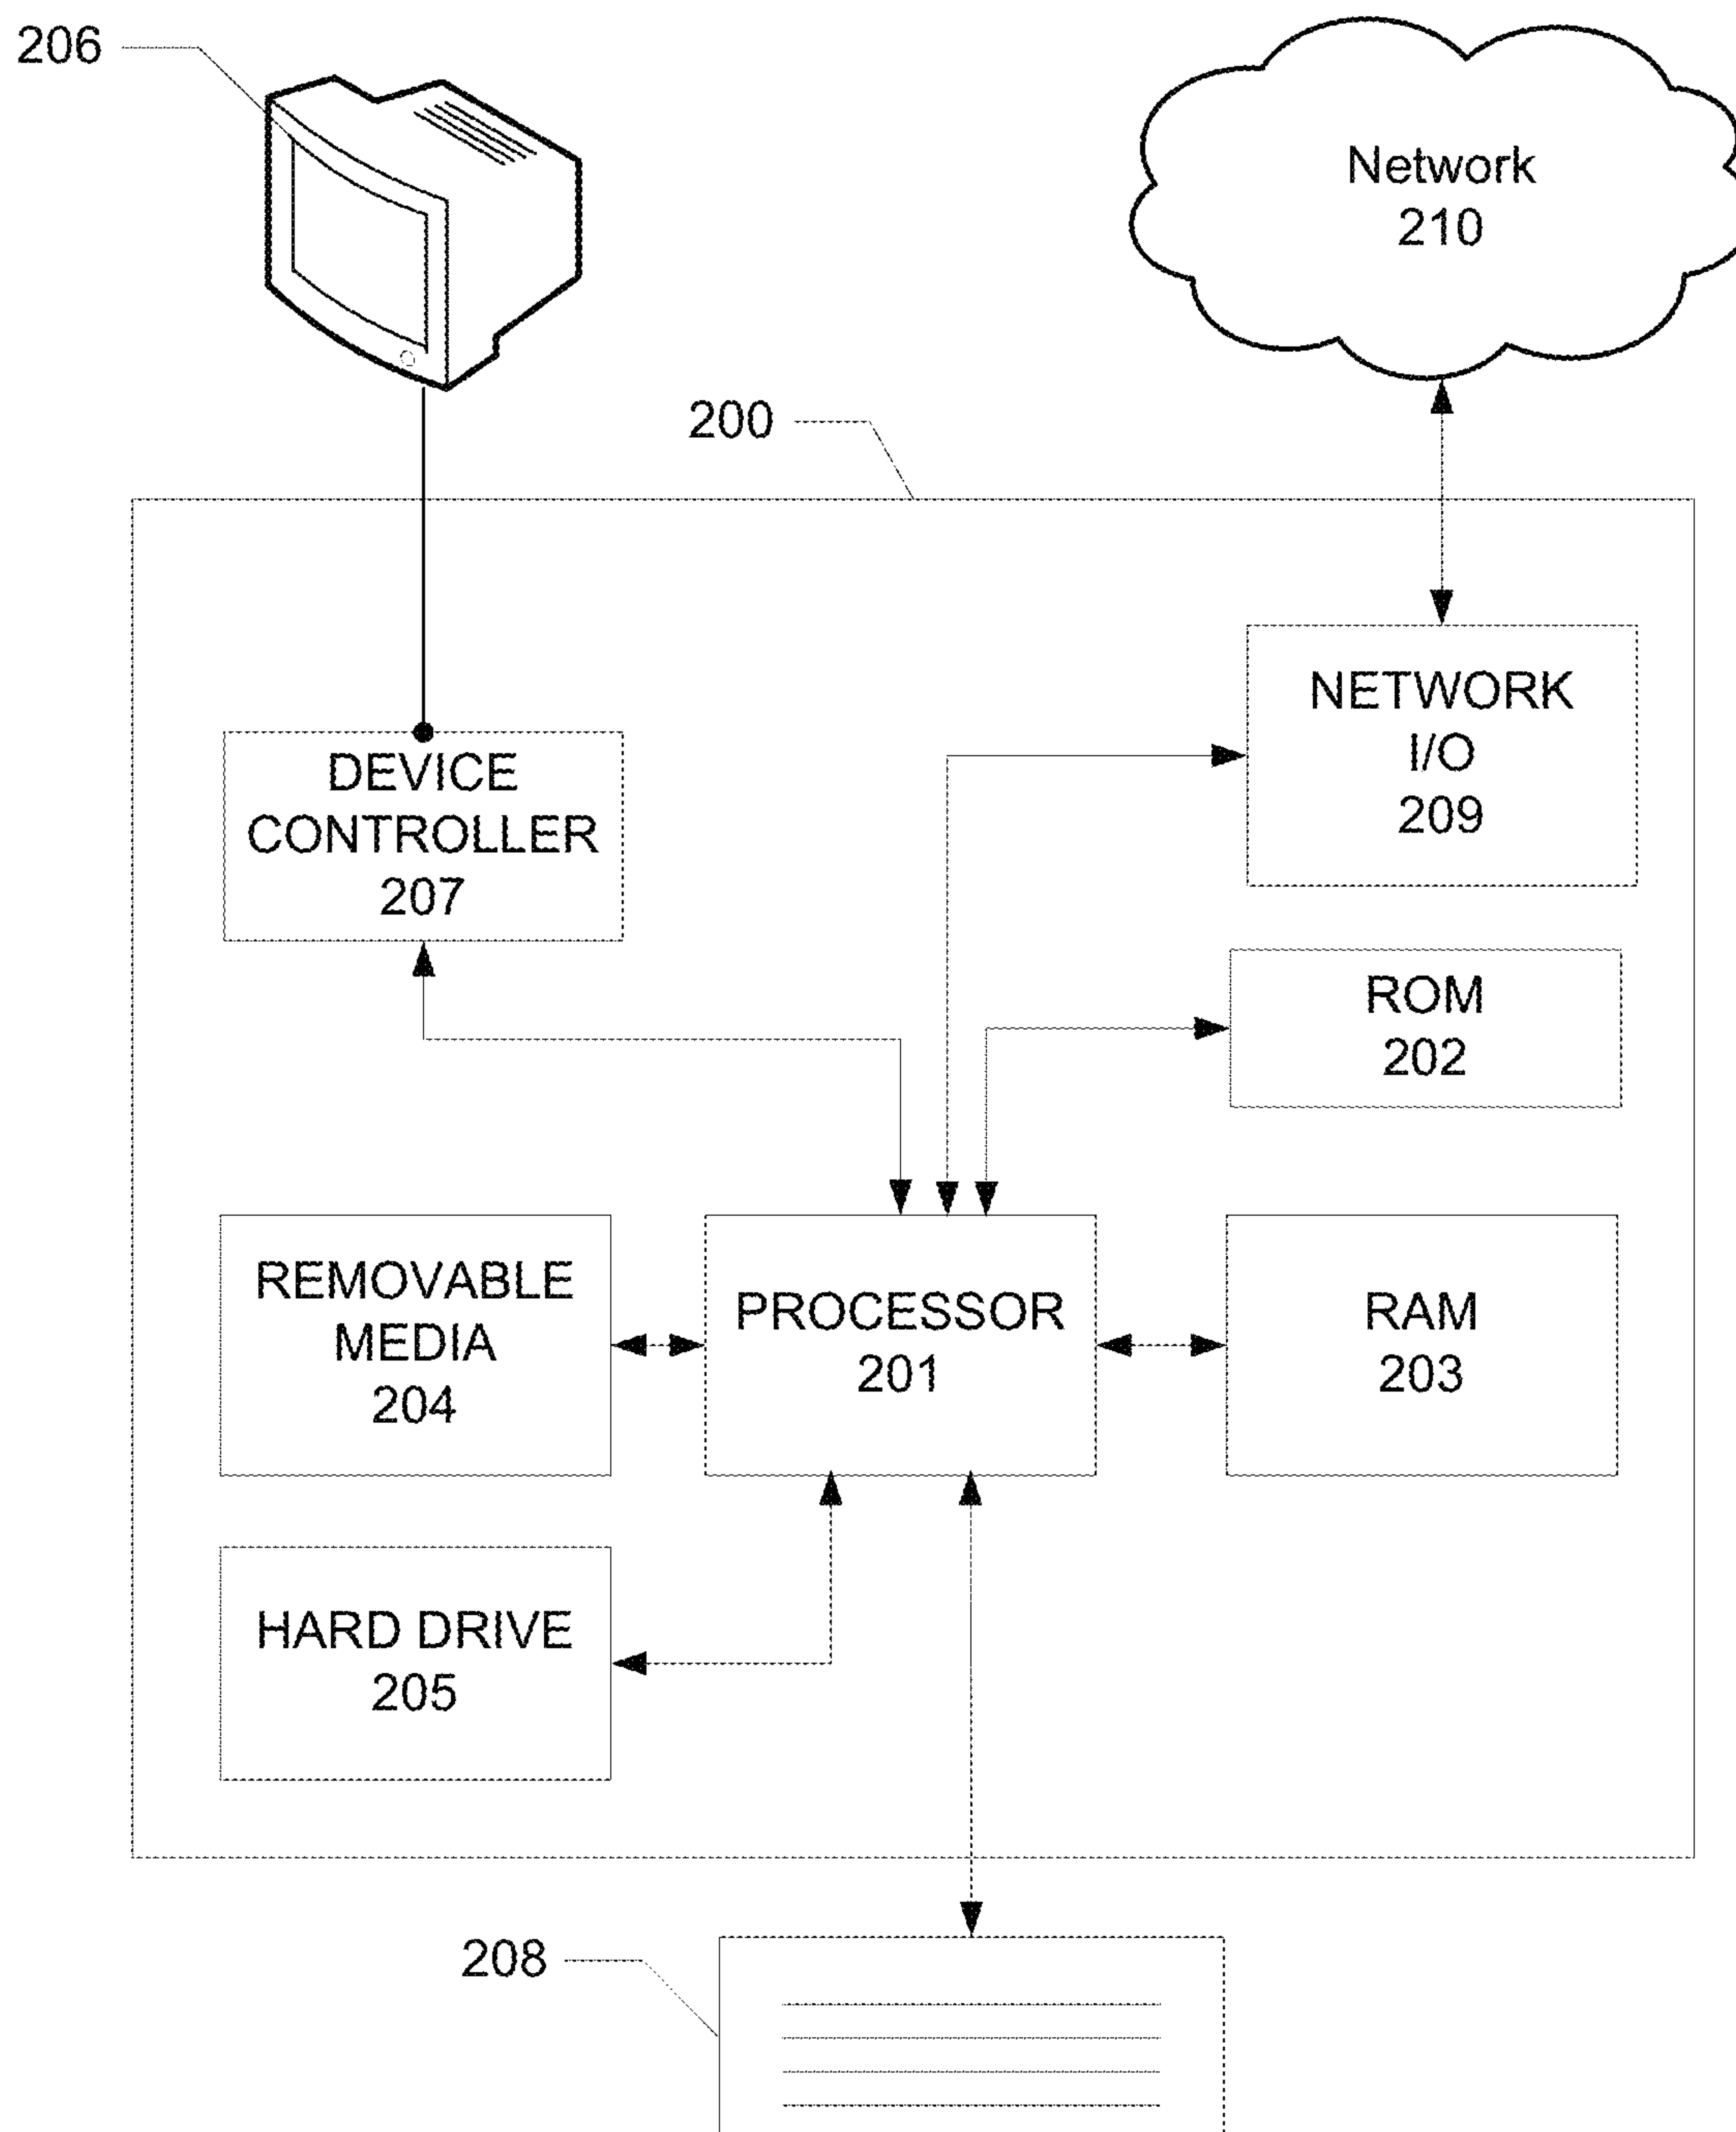 206
Network
210
200
NETWORK
I/O
209
DEVICE
CONTROLLER
207
ROM
202
REMOVABLE
MEDIA
204
PROCESSOR
201
RAM
203
HARD DRIVE
205
208